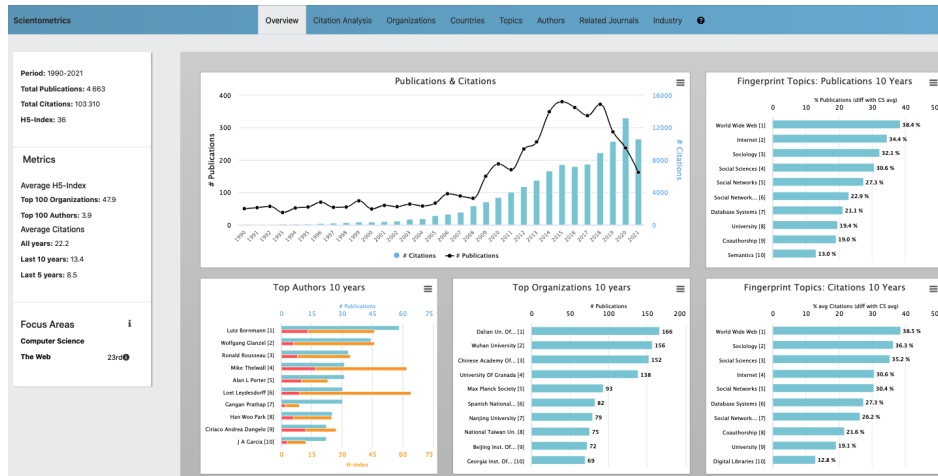 Scientometrics
Overview Citation Analysis Organizations Countries Topics Authors Related Journals Industry ?
Period: 1990-2021
Total Publications: 4 663
Total Citations: 103 310
H5-Index: 36
Metrics
Average H5-Index
Top 100 Organizations: 47.9
Top 100 Authors: 3.9
Average Citations
All years: 22.2
Last 10 years: 13.4
Last 5 years: 8.5
Focus Areas i
Computer Science
The Web 23rd
Publications & Citations
# Publications
# Citations
400 16000
300 12000
200 8000
100 4000
0 0
1990 1991 1992 1993 1994 1995 1996 1997 1998 1999 2000 2001 2002 2003 2004 2005 2006 2007 2008 2009 2010 2011 2012 2013 2014 2015 2016 2017 2018 2019 2020 2021
# Citations # Publications
Fingerprint Topics: Publications 10 Years
% Publications (diff with CS avg)
0 10 20 30 40 50
World Wide Web [1] 38.4 %
Internet [2] 34.4 %
Sociology [3] 32.1 %
Social Sciences [4] 30.6 %
Social Networks [5] 27.3 %
Social Network... [6] 22.9 %
Database Systems [7] 21.1 %
University [8] 19.4 %
Coauthorship [9] 19.0 %
Semantics [10] 13.0 %
Top Authors 10 years
# Publications
0 15 30 45 60 75
Lutz Bornmann [1]
Wolfgang Glanzel [2]
Ronald Rousseau [3]
Mike Thelwall [4]
Alan L Porter [5]
Loet Leydesdorff [6]
Gangan Prathap [7]
Han Woo Park [8]
Ciriaco Andrea Dangelo [9]
J A Garcia [10]
0 15 30 45 60 75
H-index
Top Organizations 10 years
# Publications
0 50 100 150 200
Dalian Un. Of... [1] 166
Wuhan University [2] 156
Chinese Academy Of... [3] 152
University Of Granada [4] 138
Max Planck Society [5] 93
Spanish National... [6] 82
Nanjing University [7] 79
National Taiwan Un. [8] 75
Beijing Inst. Of... [9] 72
Georgia Inst. Of... [10] 69
Fingerprint Topics: Citations 10 Years
% avg Citations (diff with CS avg)
0 10 20 30 40 50
World Wide Web [1] 38.5 %
Sociology [2] 36.3 %
Social Sciences [3] 35.2 %
Internet [4] 30.6 %
Social Networks [5] 30.4 %
Database Systems [6] 27.3 %
Social Network... [7] 26.2 %
Coauthorship [8] 21.6 %
University [9] 19.1 %
Digital Libraries [10] 12.8 %